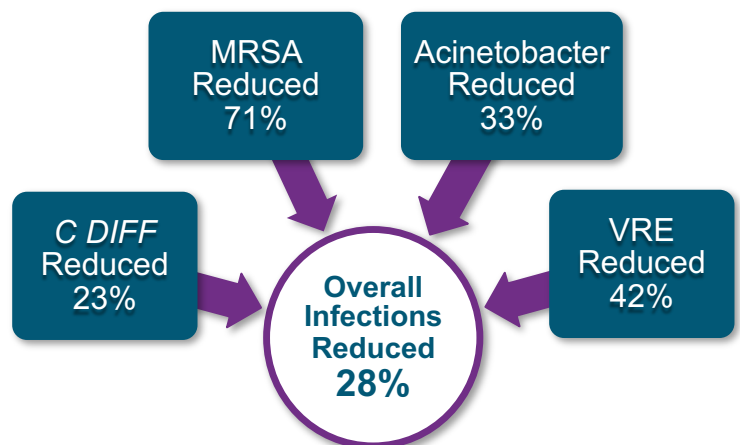 MRSA
Reduced
71%
Acinetobacter
Reduced
33%
C DIFF
Reduced
23%
VRE
Reduced
42%
Overall
Infections
Reduced
28%